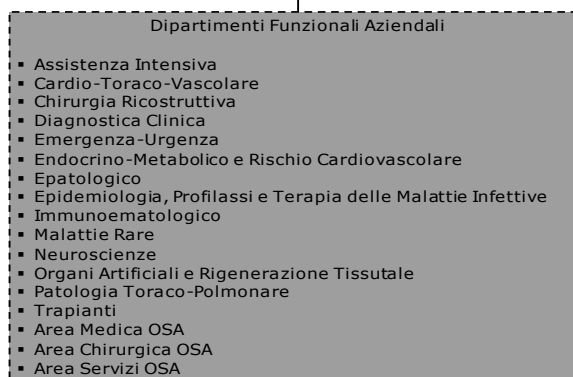 Dipartimenti Funzionali Aziendali
▪ Assistenza Intensiva
▪ Cardio-Toraco-Vascolare
▪ Chirurgia Ricostruttiva
▪ Diagnostica Clinica
▪ Emergenza-Urgenza
▪ Endocrino-Metabolico e Rischio Cardiovascolare
▪ Epatologico
▪ Epidemiologia, Profilassi e Terapia delle Malattie Infettive
▪ Immunoematologico
▪ Malattie Rare
▪ Neuroscienze
▪ Organi Artificiali e Rigenerazione Tissutale
▪ Patologia Toraco-Polmonare
▪ Trapianti
▪ Area Medica OSA
▪ Area Chirurgica OSA
▪ Area Servizi OSA